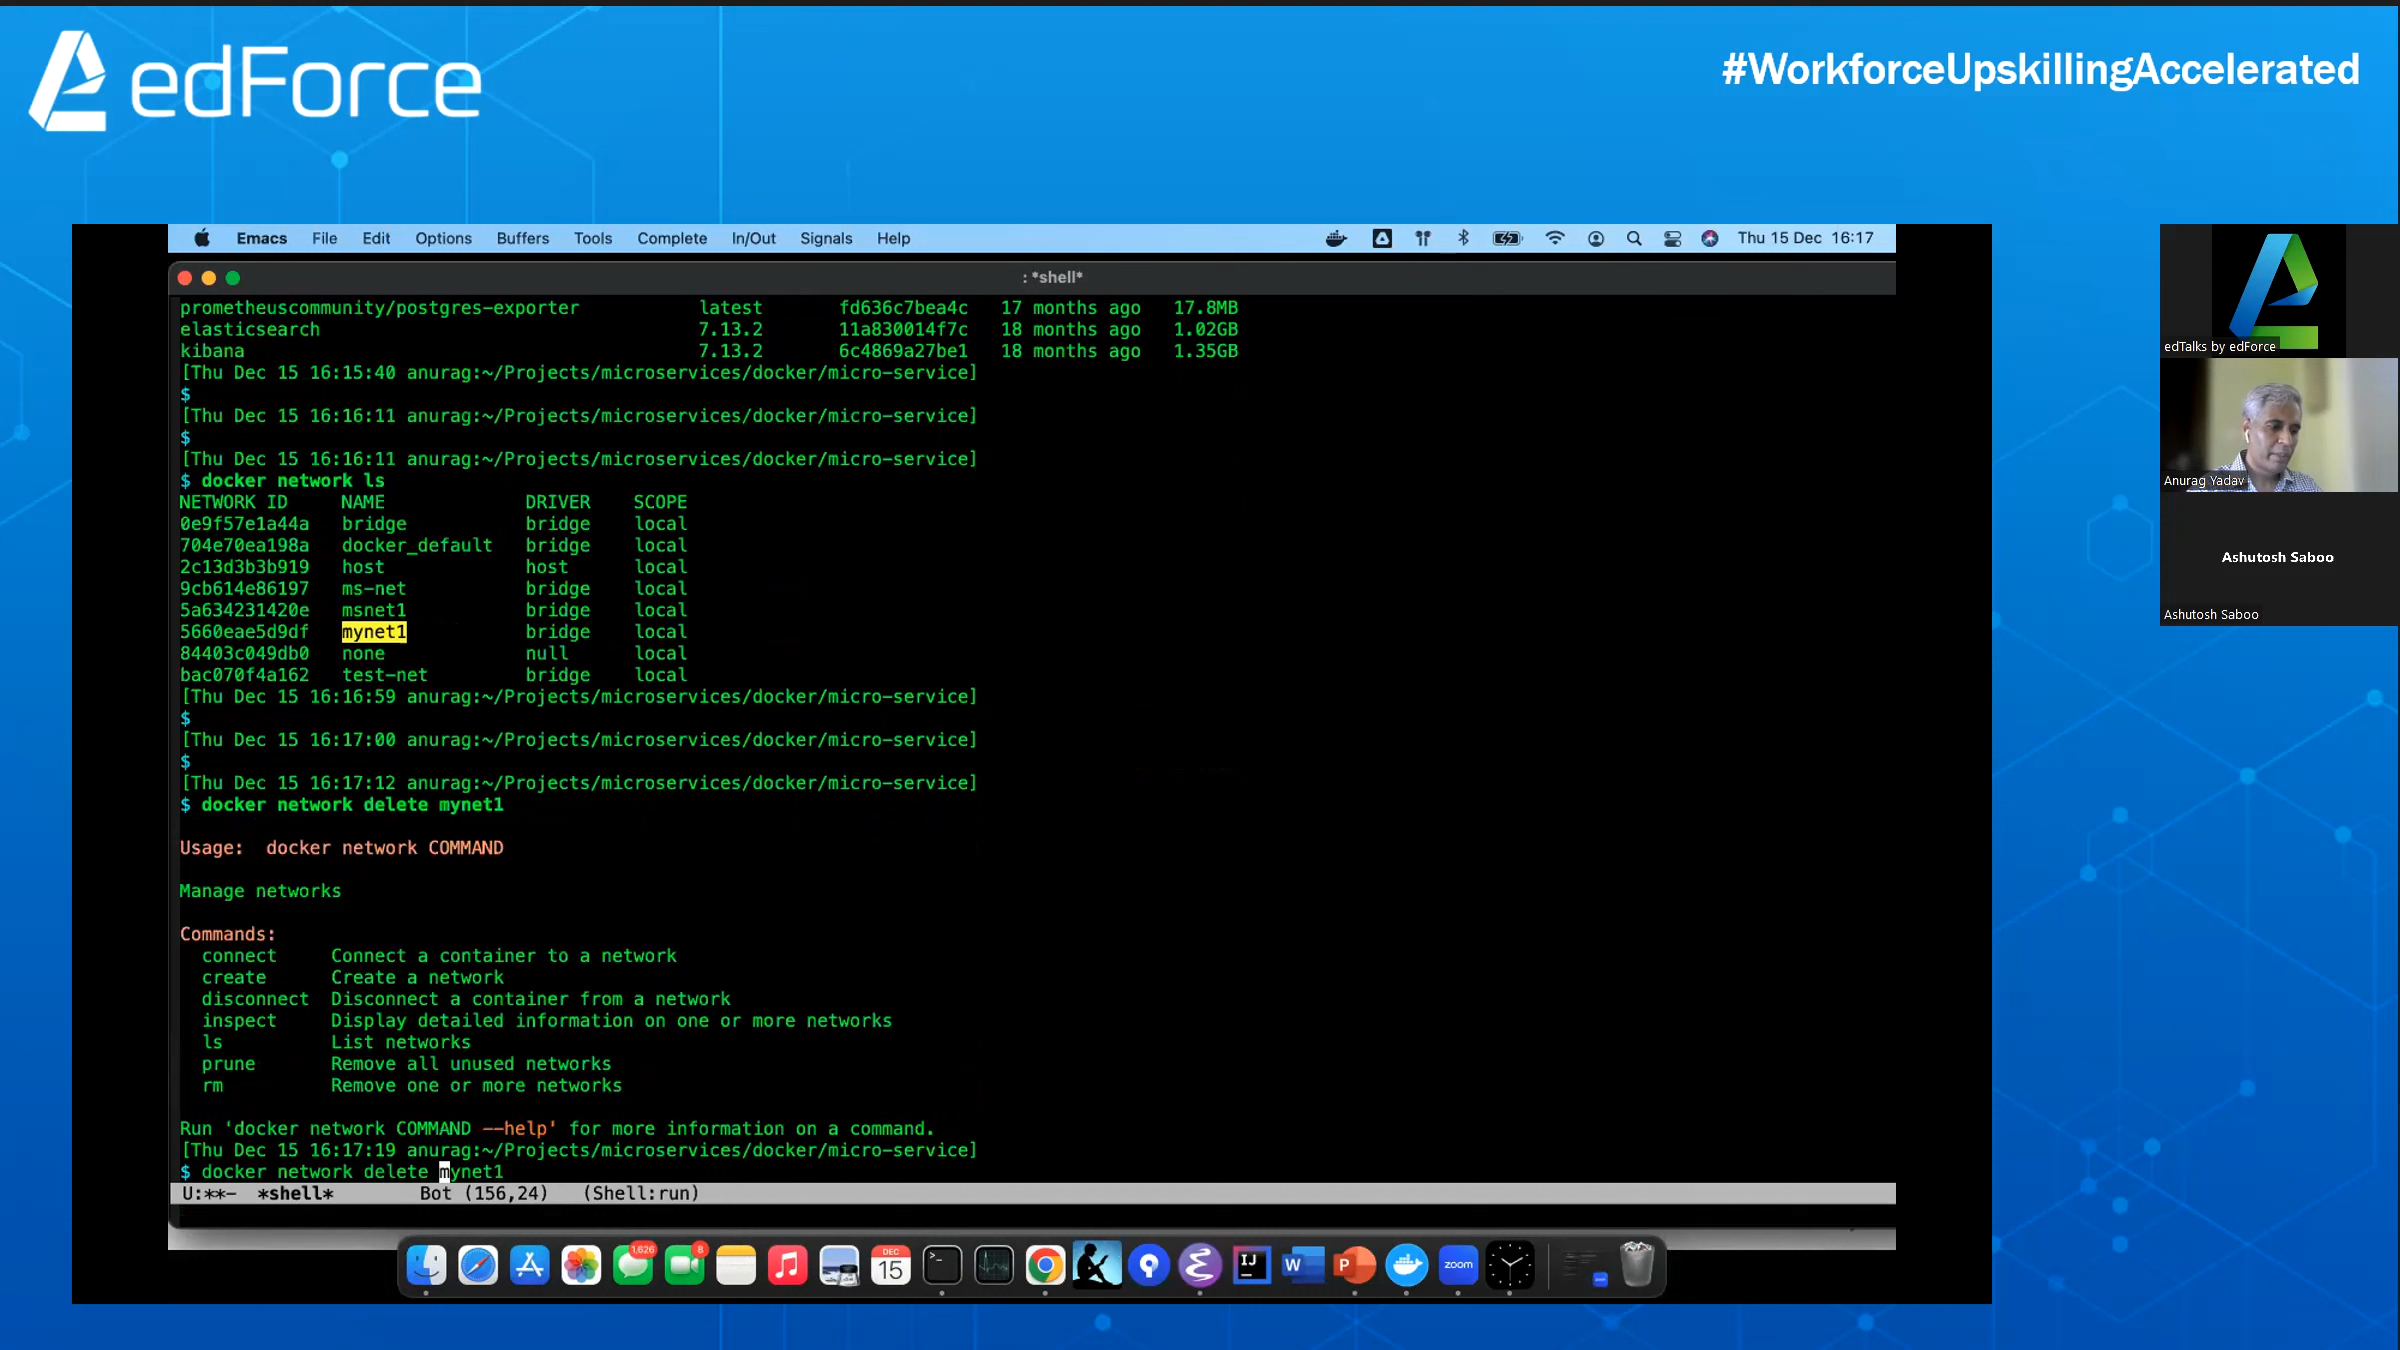 edForce
#WorkforceUpskillingAccelerated
Emacs File Edit Options Buffers Tools Complete In/Out Signals Help Thu 15 Dec 16:17
: *shell*
prometheuscommunity/postgres-exporter latest fd636c7bea4c 17 months ago 17.8MB
elasticsearch 7.13.2 11a830014f7c 18 months ago 1.02GB
kibana 7.13.2 6c4869a27be1 18 months ago 1.35GB
[Thu Dec 15 16:15:40 anurag:~/Projects/microservices/docker/micro-service]
$
[Thu Dec 15 16:16:11 anurag:~/Projects/microservices/docker/micro-service]
$
[Thu Dec 15 16:16:11 anurag:~/Projects/microservices/docker/micro-service]
$ docker network ls
NETWORK ID NAME DRIVER SCOPE
0e9f57e1a44a bridge bridge local
704e70ea198a docker_default bridge local
2c13d3b3b919 host host local
9cb614e86197 ms-net bridge local
5a634231420e msnet1 bridge local
5660eae5d9df mynet1 bridge local
84403c049db0 none null local
bac070f4a162 test-net bridge local
[Thu Dec 15 16:16:59 anurag:~/Projects/microservices/docker/micro-service]
$
[Thu Dec 15 16:17:00 anurag:~/Projects/microservices/docker/micro-service]
$
[Thu Dec 15 16:17:12 anurag:~/Projects/microservices/docker/micro-service]
$ docker network delete mynet1
Usage: docker network COMMAND
Manage networks
Commands:
connect Connect a container to a network
create Create a network
disconnect Disconnect a container from a network
inspect Display detailed information on one or more networks
ls List networks
prune Remove all unused networks
rm Remove one or more networks
Run 'docker network COMMAND --help' for more information on a command.
[Thu Dec 15 16:17:19 anurag:~/Projects/microservices/docker/micro-service]
$ docker network delete mynet1
U:**- *shell* Bot (156,24) (Shell:run)
1,626
8
DEC
15
IJ
W
P
zoom
edTalks by edForce
Anurag Yadav
Ashutosh Saboo
Ashutosh Saboo